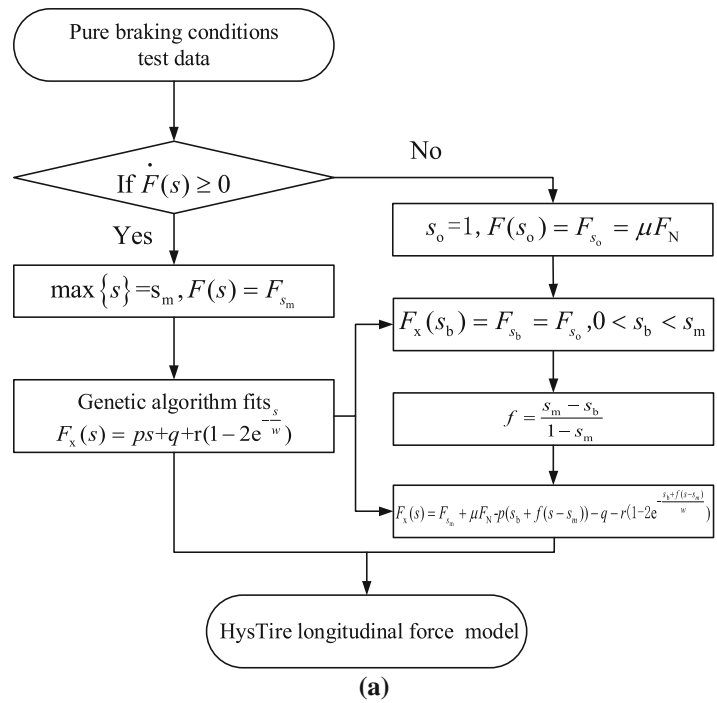 Pure braking conditions
test data
If Ḟ(s) ≥ 0
No
Yes
s_o=1, F(s_o) = F_{s_o} = μF_N
max{s}=s_m, F(s) = F_{s_m}
F_x(s_b) = F_{s_b} = F_{s_o}, 0 < s_b < s_m
Genetic algorithm fits
F_x(s) = ps+q+r(1−2e^{−s/w})
f = (s_m − s_b)/(1 − s_m)
F_x(s) = F_{s_m} + μF_N-p(s_b + f(s−s_m))−q−r(1−2e^{−(s_b+f(s−s_m))/w})
HysTire longitudinal force model
(a)